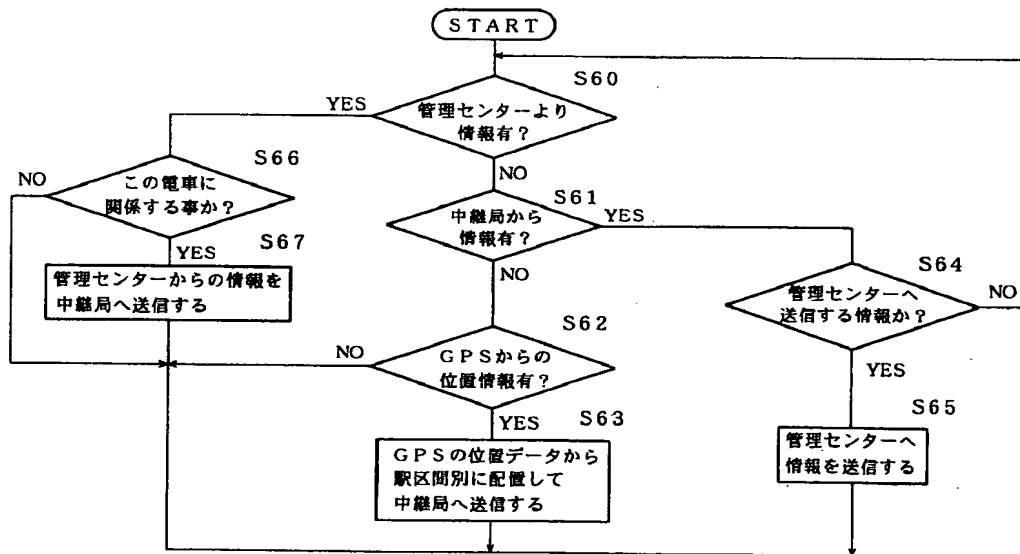 START
S60
YES
管理センターより
情報有?
NO
S66
NO
この電車に
関係する事か?
YES
S67
管理センターからの情報を
中継局へ送信する
S61
中継局から
情報有?
YES
NO
S64
管理センターへ
送信する情報か?
NO
YES
S62
NO
GPSからの
位置情報有?
YES
S63
GPSの位置データから
駅区間別に配置して
中継局へ送信する
S65
管理センターへ
情報を送信する